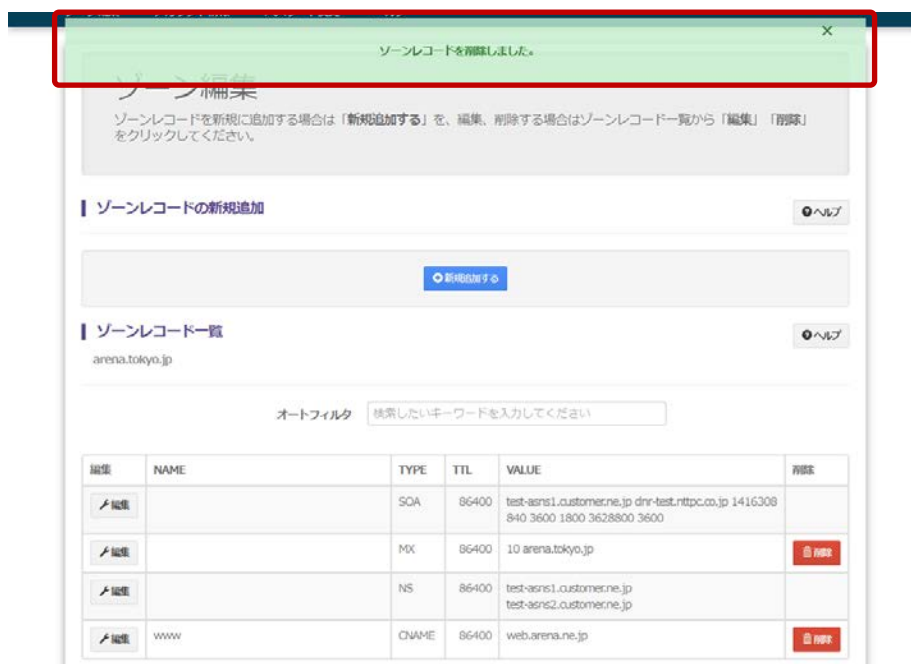 ×
ゾーンレコードを削除しました。
ゾーン編集
ゾーンレコードを新規に追加する場合は「新規追加する」を、編集、削除する場合はゾーンレコード一覧から「編集」「削除」
をクリックしてください。
ゾーンレコードの新規追加
ヘルプ
新規追加する
ゾーンレコード一覧
ヘルプ
arena.tokyo.jp
オートフィルタ 検索したいキーワードを入力してください
編集 NAME TYPE TTL VALUE 削除
編集 SOA 86400 test-asns1.customer.ne.jp dnr-test.nttpc.co.jp 1416308
840 3600 1800 3628800 3600
編集 MX 86400 10 arena.tokyo.jp 削除
編集 NS 86400 test-asns1.customer.ne.jp
test-asns2.customer.ne.jp
編集 www CNAME 86400 web.arena.ne.jp 削除